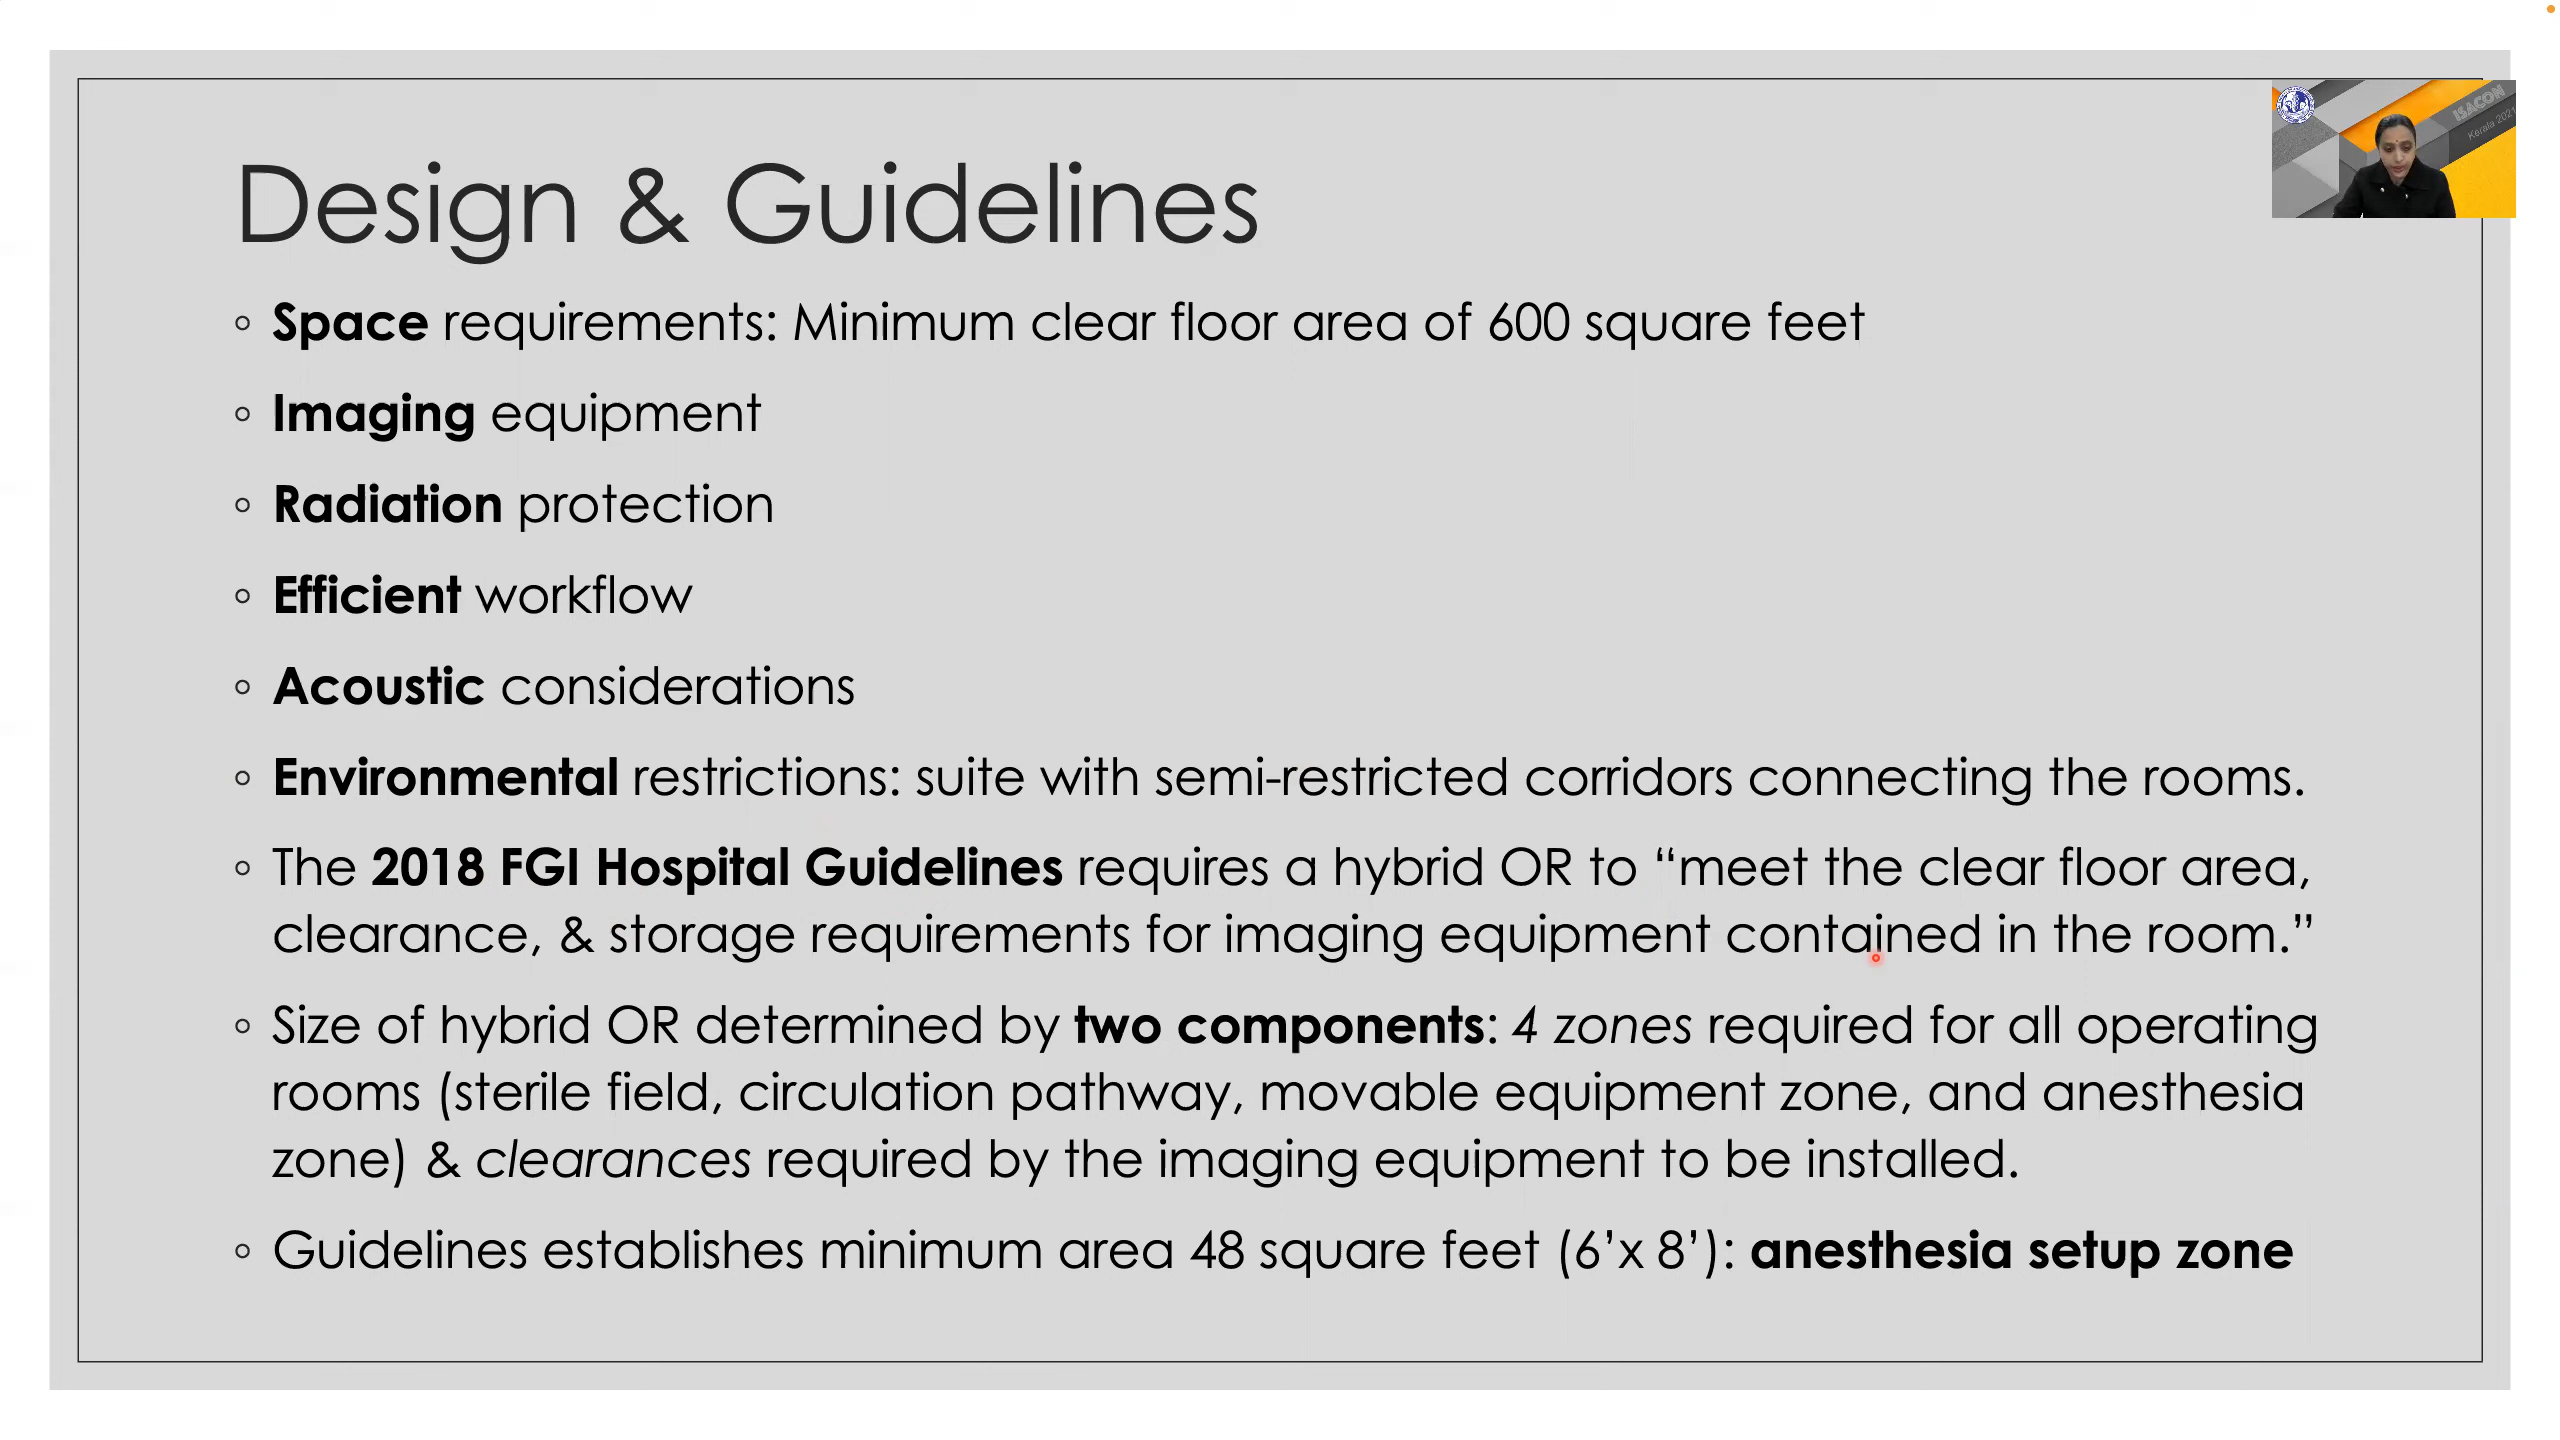 Design & Guidelines
◦ Space requirements: Minimum clear floor area of 600 square feet
◦ Imaging equipment
◦ Radiation protection
◦ Efficient workflow
◦ Acoustic considerations
◦ Environmental restrictions: suite with semi-restricted corridors connecting the rooms.
◦ The 2018 FGI Hospital Guidelines requires a hybrid OR to “meet the clear floor area,
clearance, & storage requirements for imaging equipment contained in the room.”
◦ Size of hybrid OR determined by two components: 4 zones required for all operating
rooms (sterile field, circulation pathway, movable equipment zone, and anesthesia
zone) & clearances required by the imaging equipment to be installed.
◦ Guidelines establishes minimum area 48 square feet (6’x 8’): anesthesia setup zone
ISACON
Kerala 2021